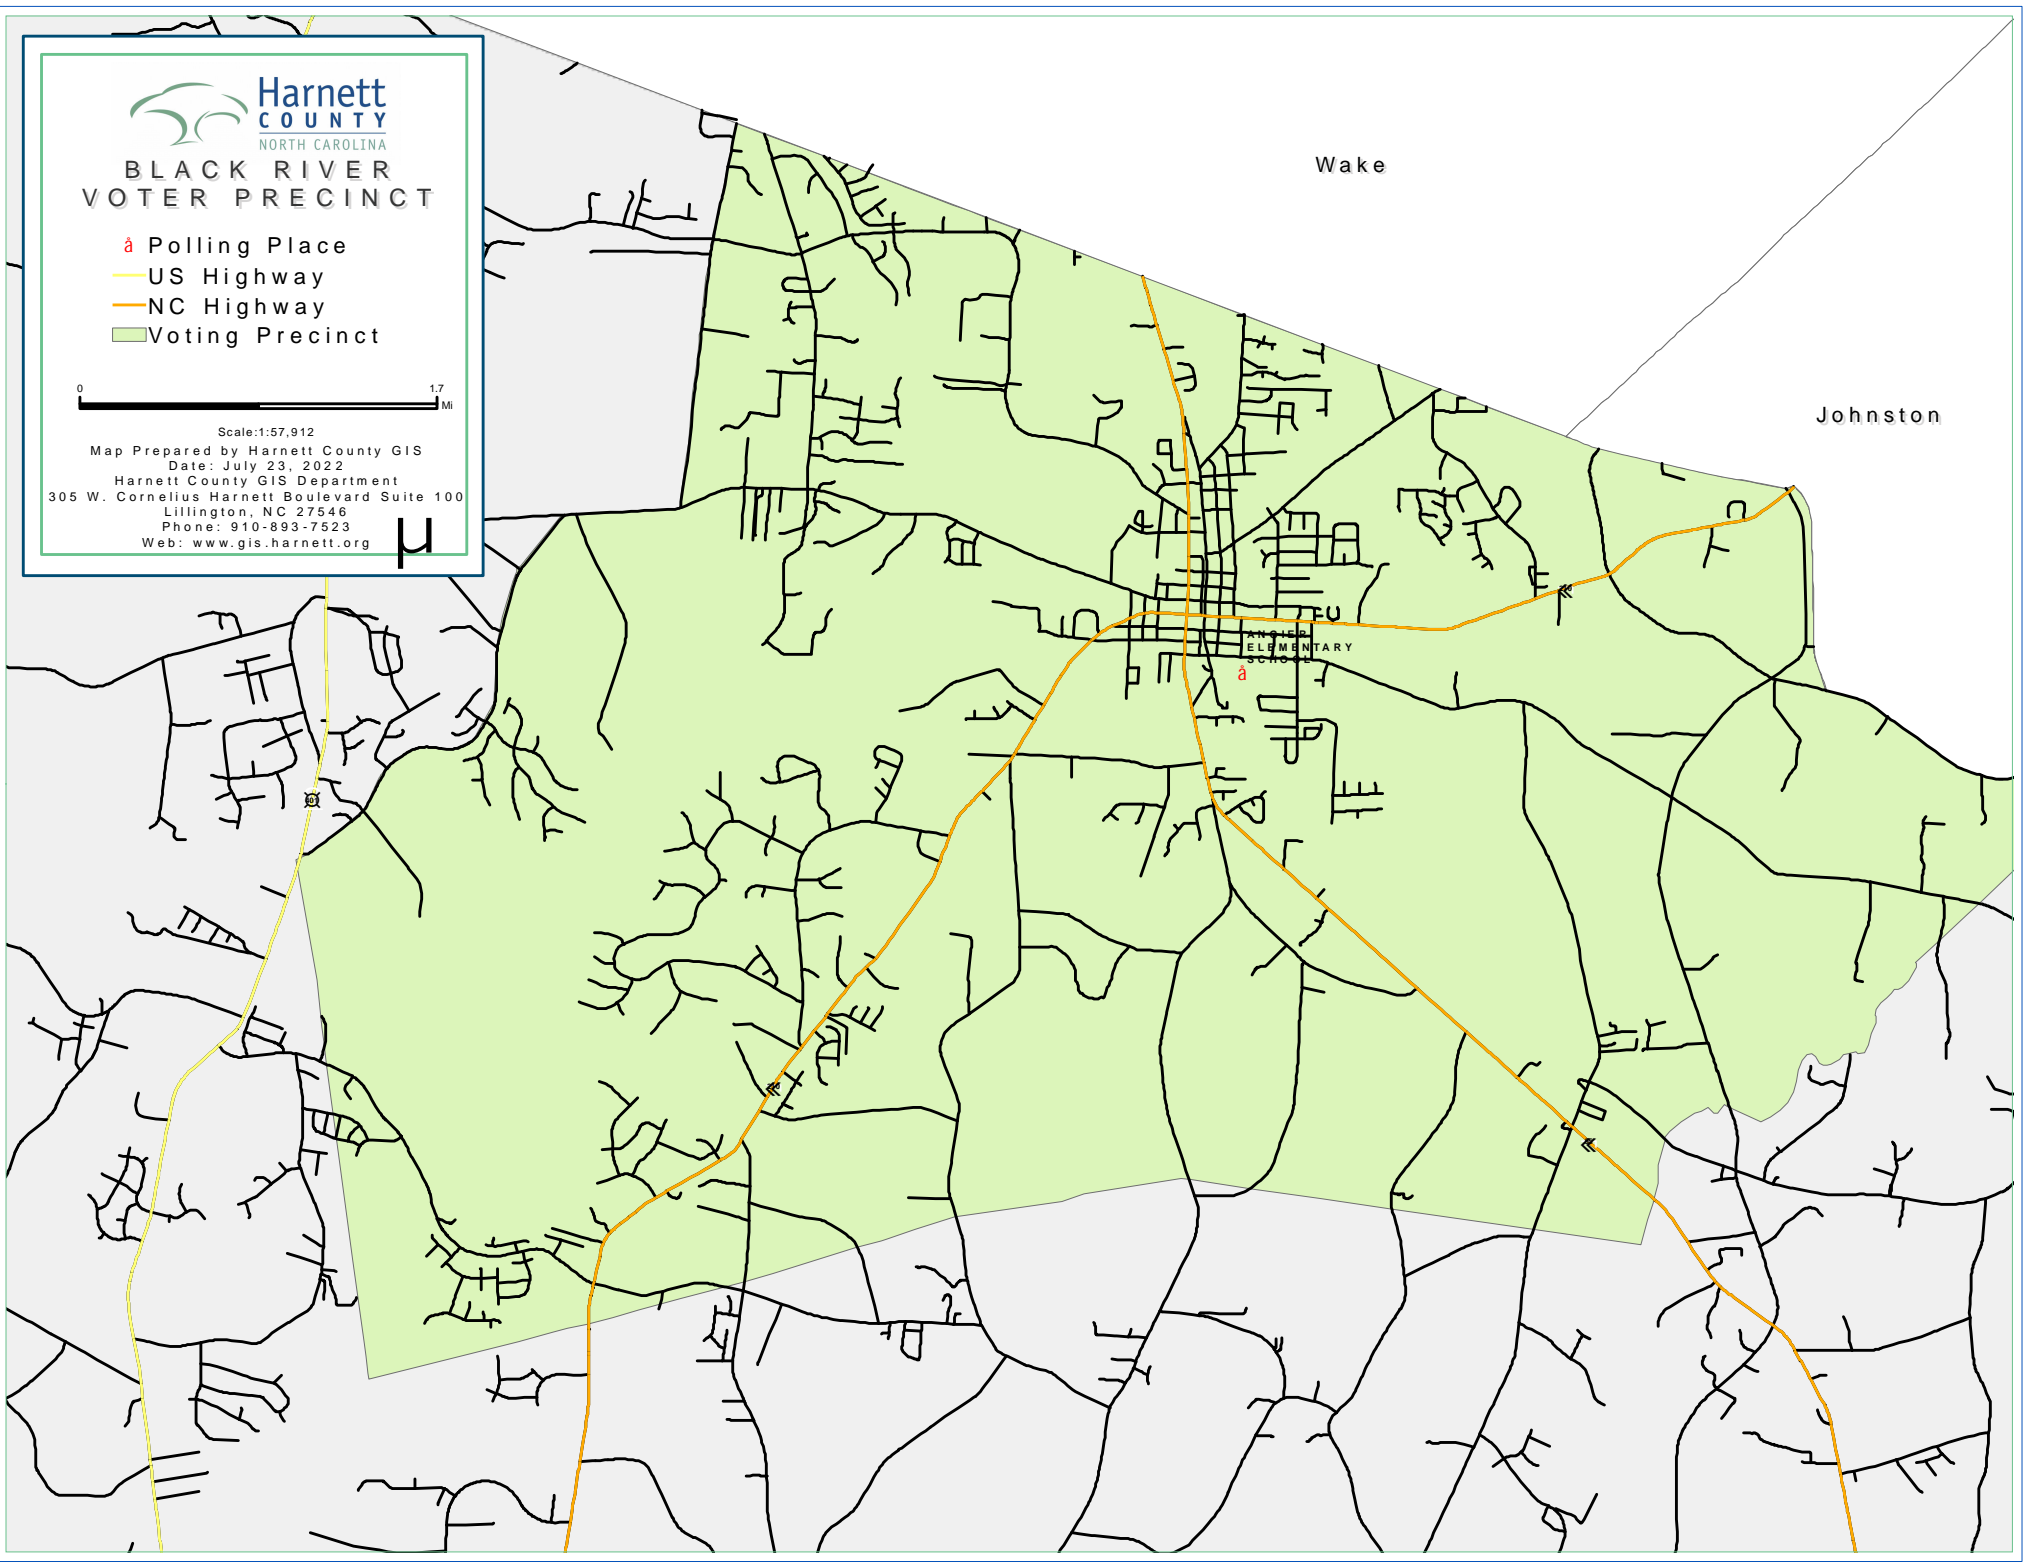 Harnett
COUNTY
NORTH CAROLINA
BLACK RIVER
VOTER PRECINCT
å Polling Place
US Highway
NC Highway
Voting Precinct
0 1.7
Mi
Scale:1:57,912
Map Prepared by Harnett County GIS
Date: July 23, 2022
Harnett County GIS Department
305 W. Cornelius Harnett Boulevard Suite 100
Lillington, NC 27546
Phone: 910-893-7523
Web: www.gis.harnett.org
µ
Wake
Johnston
ANGIER
ELEMENTARY
SCHOOL
å